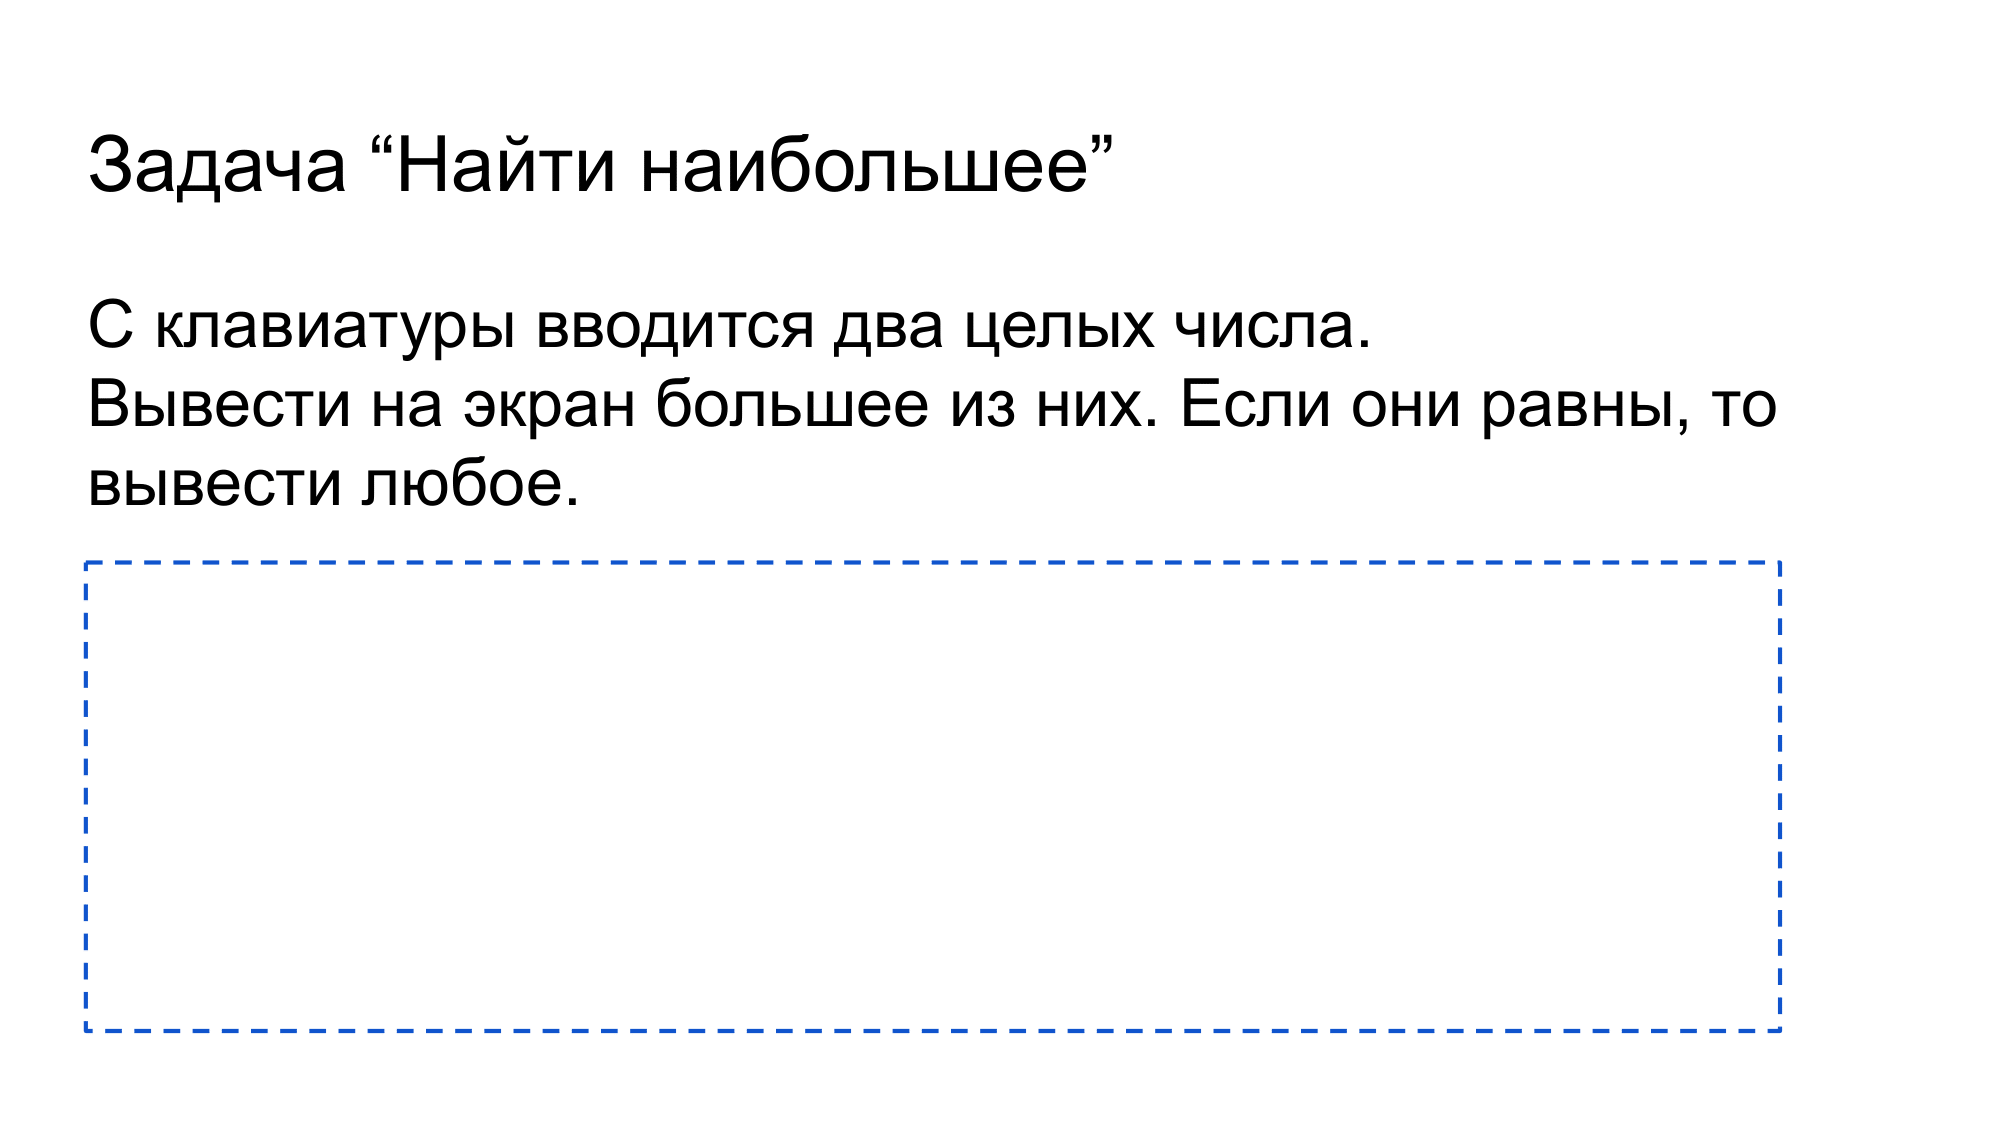 Задача “Найти наибольшее”
С клавиатуры вводится два целых числа.
Вывести на экран большее из них. Если они равны, то
вывести любое.